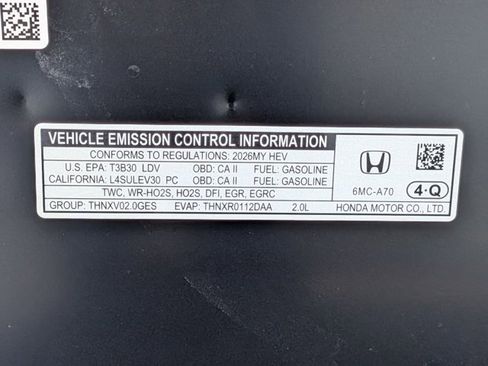 VEHICLE EMISSION CONTROL INFORMATION
CONFORMS TO REGULATIONS: 2026MY HEV
U.S. EPA: T3B30 LDV OBD: CA II FUEL: GASOLINE
CALIFORNIA: L4SULEV30 PC OBD: CA II FUEL: GASOLINE
TWC, WR-HO2S, HO2S, DFI, EGR, EGRC
GROUP: THNXV02.0GES EVAP: THNXR0112DAA 2.0L
6MC-A70 4·Q
HONDA MOTOR CO., LTD.